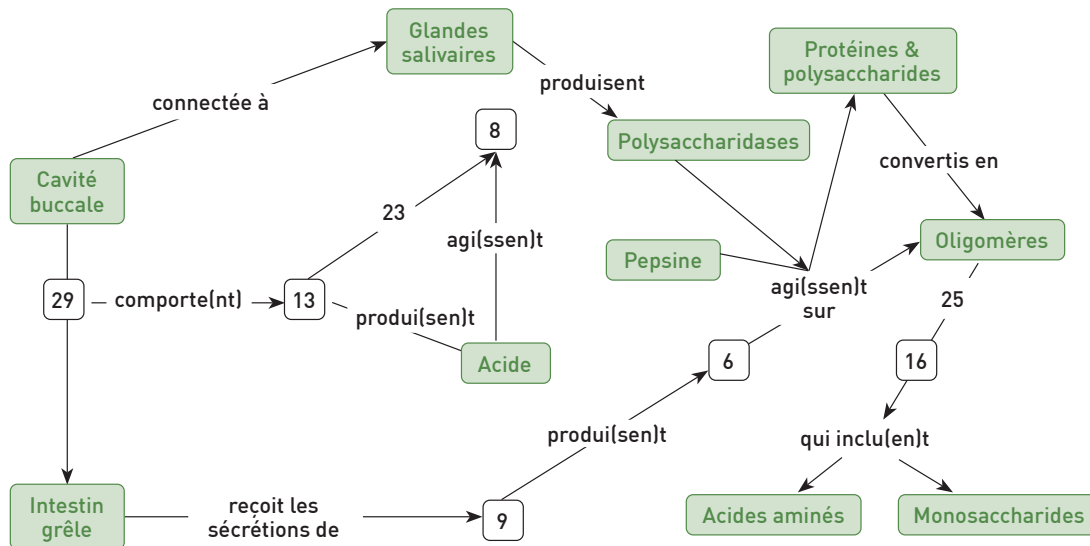 Glandes
salivaires
Protéines &
polysaccharides
produisent
connectée à
8
Polysaccharidases
convertis en
Cavité
buccale
23
agi(ssen)t
Pepsine
Oligomères
29
comporte(nt)
13
produi(sen)t
agi(ssen)t
sur
25
Acide
6
16
produi(sen)t
qui inclu(en)t
Intestin
grêle
reçoit les
sécrétions de
9
Acides aminés
Monosaccharides